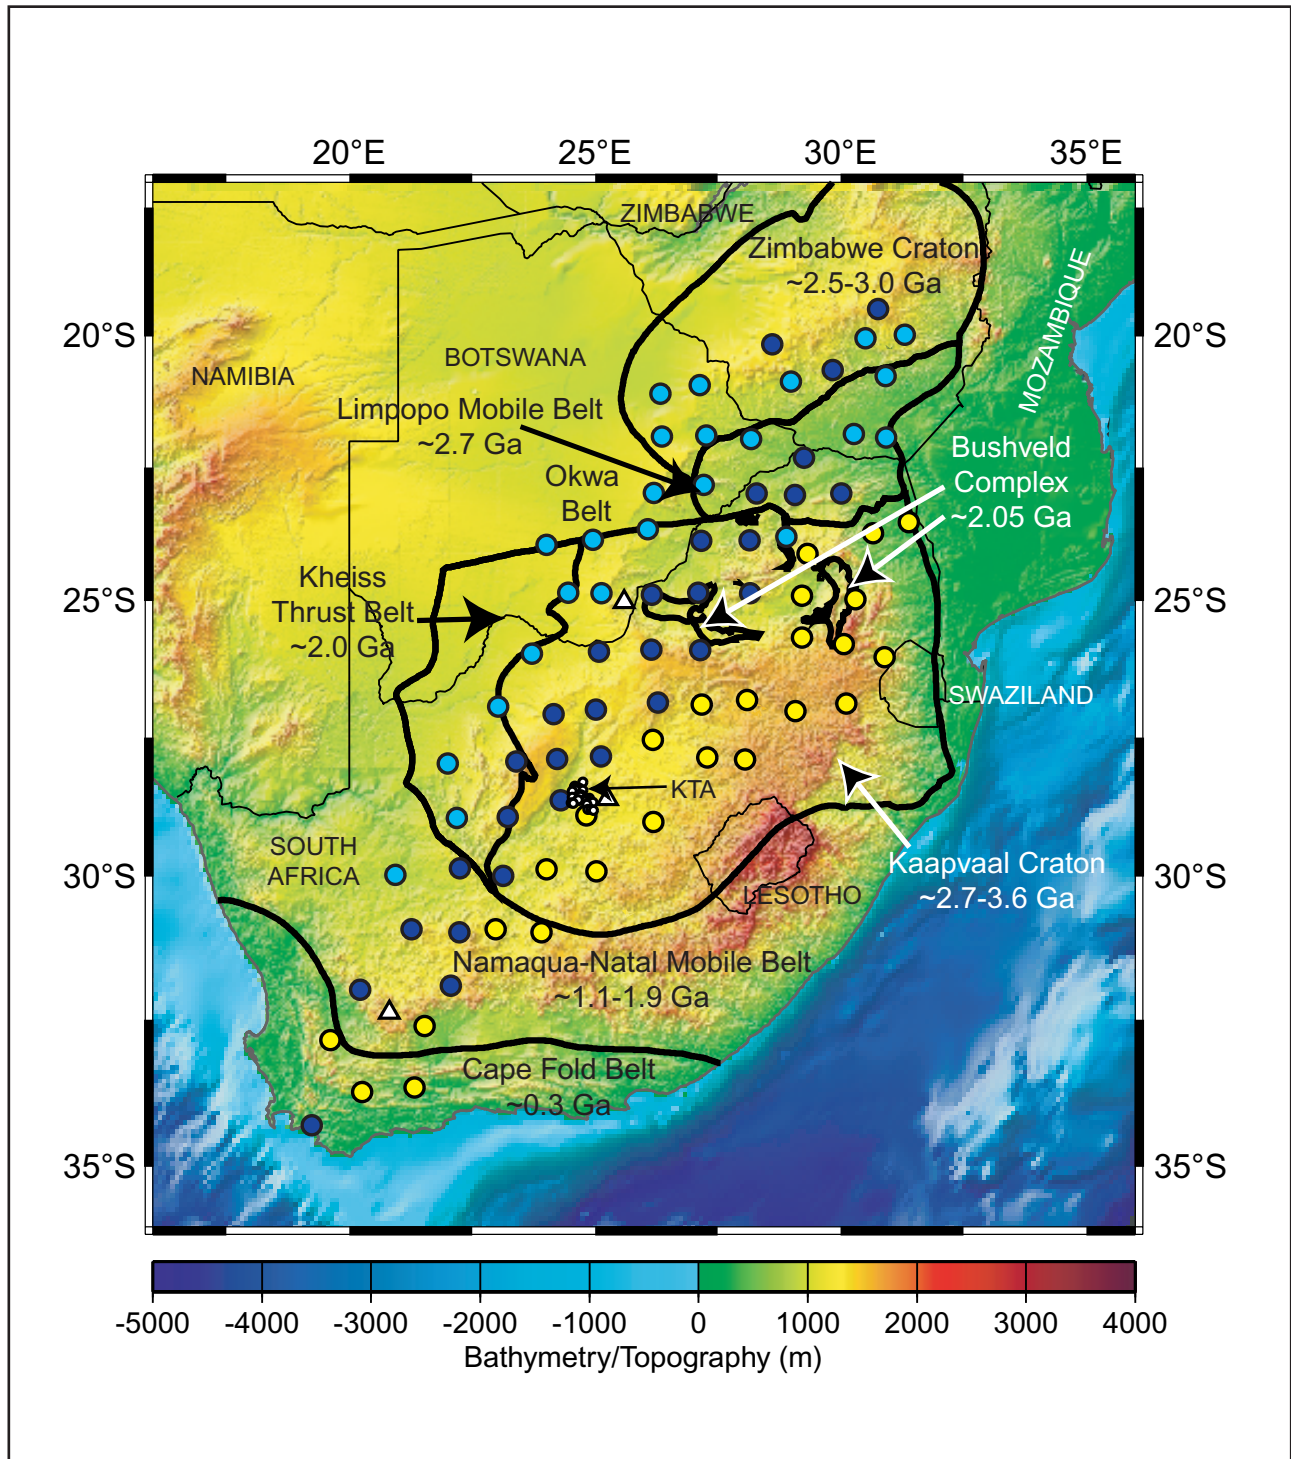 20°E 25°E 30°E 35°E
ZIMBABWE
Zimbabwe Craton
~2.5-3.0 Ga
MOZAMBIQUE
20°S 20°S
BOTSWANA
NAMIBIA
Limpopo Mobile Belt
~2.7 Ga
Bushveld
Complex
~2.05 Ga
Okwa
Belt
Kheiss
Thrust Belt
~2.0 Ga
25°S 25°S
SWAZILAND
KTA
SOUTH
AFRICA
Kaapvaal Craton
~2.7-3.6 Ga
30°S 30°S
LESOTHO
Namaqua-Natal Mobile Belt
~1.1-1.9 Ga
Cape Fold Belt
~0.3 Ga
35°S 35°S
-5000 -4000 -3000 -2000 -1000 0 1000 2000 3000 4000
Bathymetry/Topography (m)